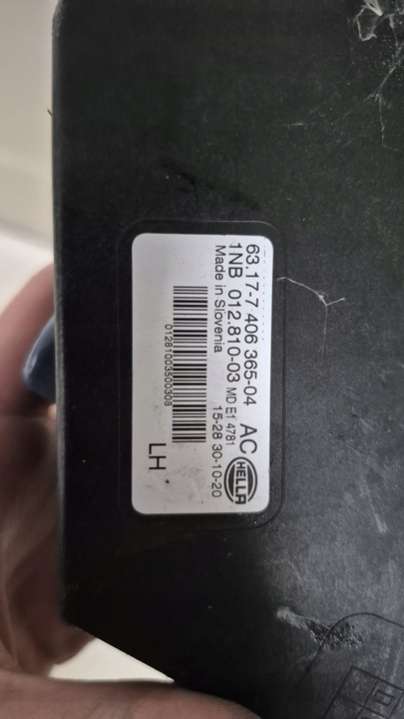 63.17-7 406 365-04 AC
1NB 012.810-03 MD E1 4781
Made in Slovenia 15-28 30-10-20
HELLA
01281003500308
LH